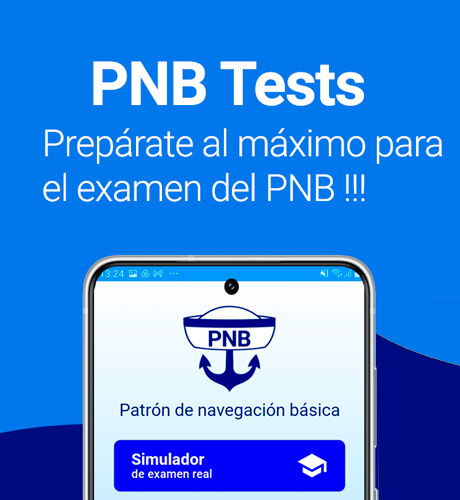 PNB Tests
Prepárate al máximo para
el examen del PNB !!!
13:24
PNB
Patrón de navegación básica
Simulador
de examen real